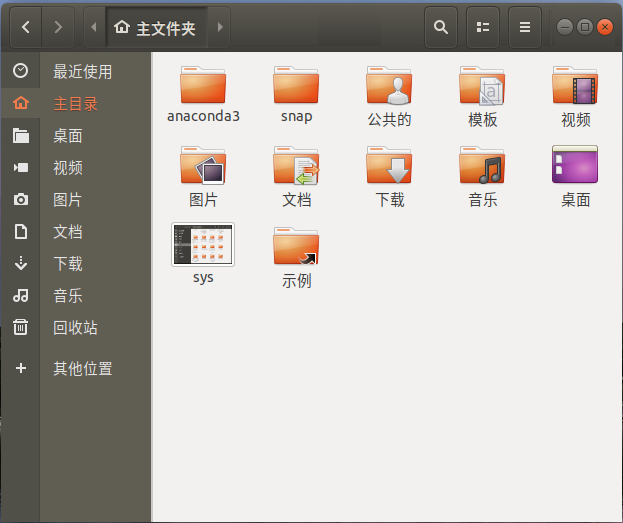 主文件夹
最近使用
主目录
桌面
视频
图片
文档
下载
音乐
回收站
其他位置
anaconda3
snap
公共的
模板
视频
图片
文档
下载
音乐
桌面
sys
示例